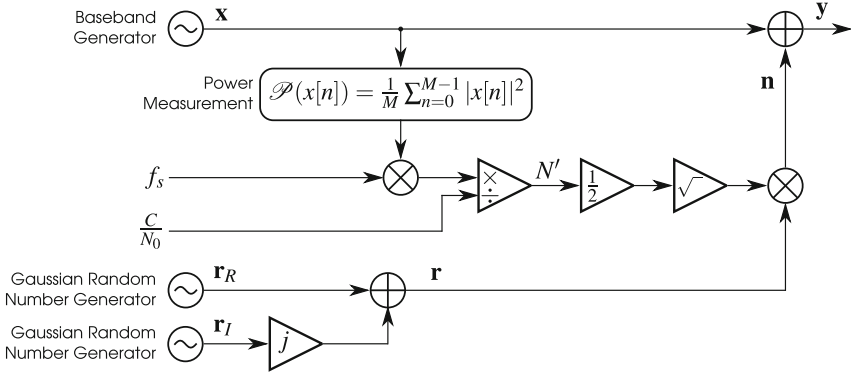 Baseband
Generator
x
y
Power
Measurement
𝒫(x[n]) = 1/M ∑_{n=0}^{M−1} |x[n]|²
n
f_s
×
÷
N′
1/2
√
C/N₀
Gaussian Random
Number Generator
r_R
r
Gaussian Random
Number Generator
r_I
j